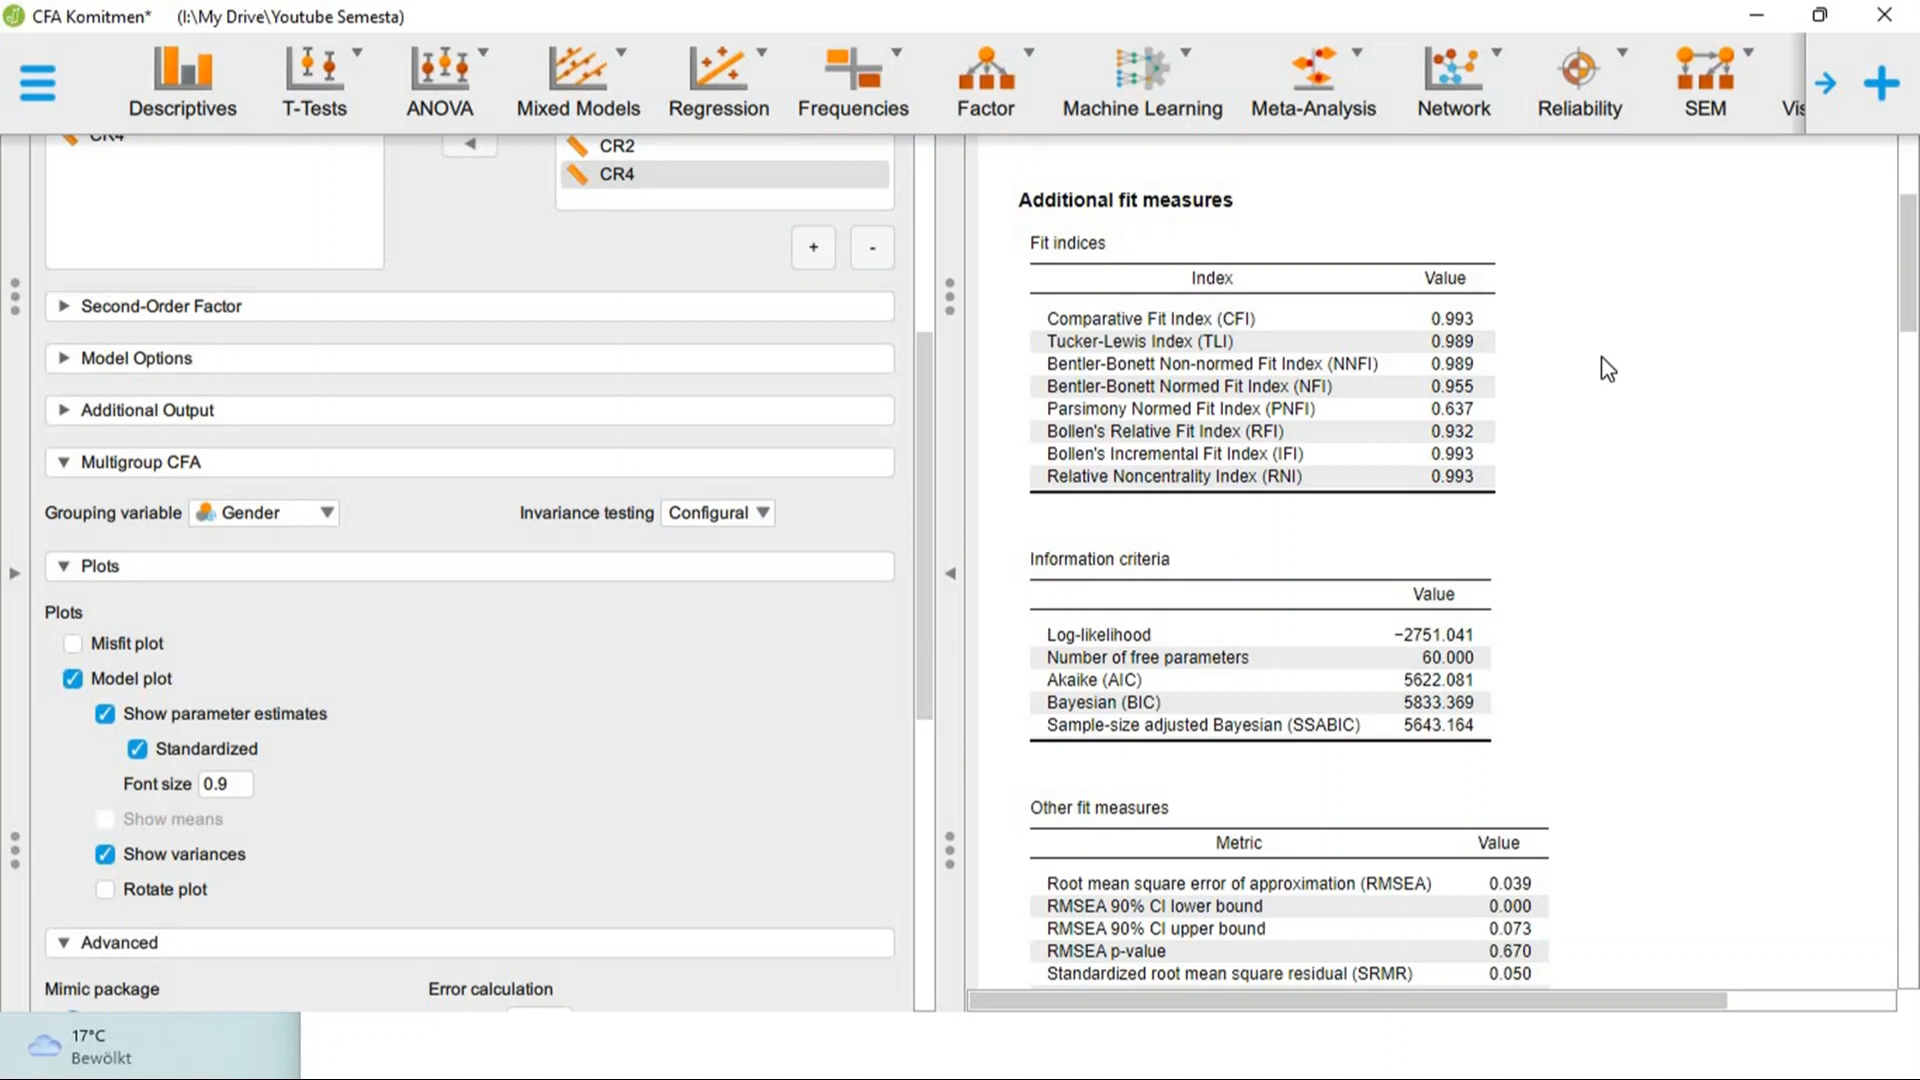 CFA Komitmen* (I:\My Drive\Youtube Semesta)
Descriptives T-Tests ANOVA Mixed Models Regression Frequencies Factor Machine Learning Meta-Analysis Network Reliability SEM Vis
CR4
CR2
CR4
+ -
Second-Order Factor
Model Options
Additional Output
Multigroup CFA
Grouping variable Gender Invariance testing Configural
Plots
Plots
Misfit plot
Model plot
Show parameter estimates
Standardized
Font size 0.9
Show means
Show variances
Rotate plot
Advanced
Mimic package Error calculation
Additional fit measures
Fit indices
Index Value
Comparative Fit Index (CFI) 0.993
Tucker-Lewis Index (TLI) 0.989
Bentler-Bonett Non-normed Fit Index (NNFI) 0.989
Bentler-Bonett Normed Fit Index (NFI) 0.955
Parsimony Normed Fit Index (PNFI) 0.637
Bollen's Relative Fit Index (RFI) 0.932
Bollen's Incremental Fit Index (IFI) 0.993
Relative Noncentrality Index (RNI) 0.993
Information criteria
Value
Log-likelihood −2751.041
Number of free parameters 60.000
Akaike (AIC) 5622.081
Bayesian (BIC) 5833.369
Sample-size adjusted Bayesian (SSABIC) 5643.164
Other fit measures
Metric Value
Root mean square error of approximation (RMSEA) 0.039
RMSEA 90% CI lower bound 0.000
RMSEA 90% CI upper bound 0.073
RMSEA p-value 0.670
Standardized root mean square residual (SRMR) 0.050
17°C
Bewölkt